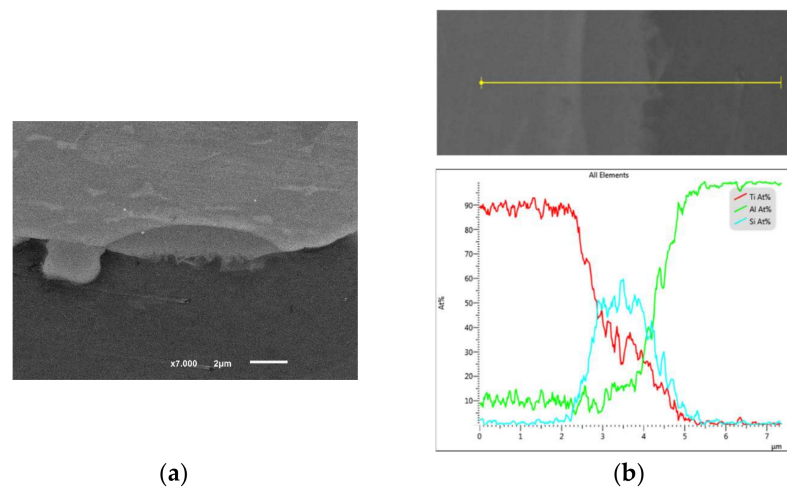 x7.000 2μm
(a)
All Elements
Ti At%
Al At%
Si At%
At%
90
80
70
60
50
40
30
20
10
0 1 2 3 4 5 6 7
μm
(b)